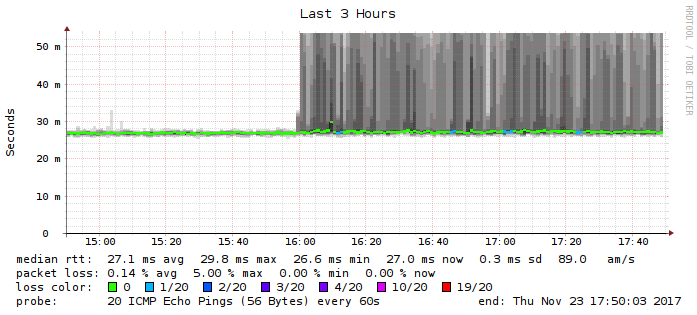 Last 3 Hours
RRDTOOL / TOBI OETIKER
Seconds
50 m
40 m
30 m
20 m
10 m
0
15:00 15:20 15:40 16:00 16:20 16:40 17:00 17:20 17:40
median rtt: 27.1 ms avg 29.8 ms max 26.6 ms min 27.0 ms now 0.3 ms sd 89.0 am/s
packet loss: 0.14 % avg 5.00 % max 0.00 % min 0.00 % now
loss color: 0 1/20 2/20 3/20 4/20 10/20 19/20
probe: 20 ICMP Echo Pings (56 Bytes) every 60s end: Thu Nov 23 17:50:03 2017